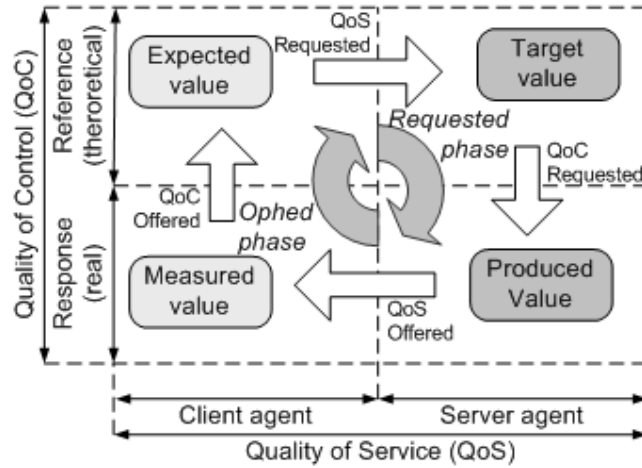 Quality of Control (QoC)
Reference
(theroretical)
Response
(real)
Expected
value
QoS
Requested
Target
value
Requested
phase
QoC
Requested
QoC
Offered
Ophed
phase
Measured
value
QoS
Offered
Produced
Value
Client agent
Server agent
Quality of Service (QoS)